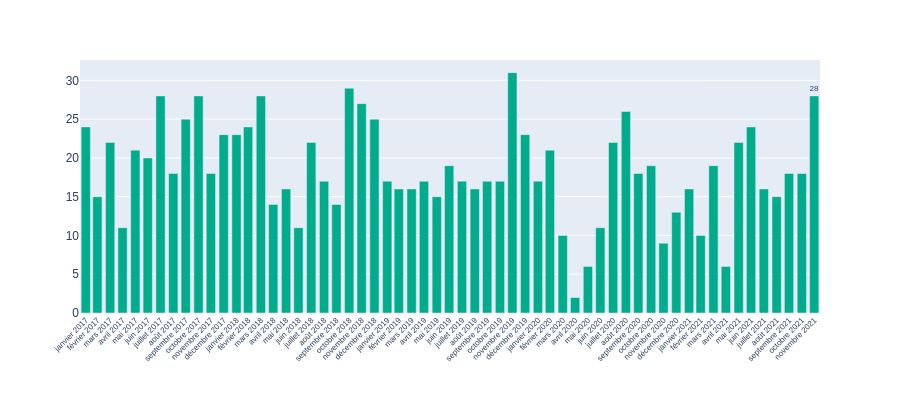 30
25
20
15
10
5
0
28
janvier 2017
février 2017
mars 2017
avril 2017
mai 2017
juin 2017
juillet 2017
août 2017
septembre 2017
octobre 2017
novembre 2017
décembre 2017
janvier 2018
février 2018
mars 2018
avril 2018
mai 2018
juin 2018
juillet 2018
août 2018
septembre 2018
octobre 2018
novembre 2018
décembre 2018
janvier 2019
février 2019
mars 2019
avril 2019
mai 2019
juin 2019
juillet 2019
août 2019
septembre 2019
octobre 2019
novembre 2019
décembre 2019
janvier 2020
février 2020
mars 2020
avril 2020
mai 2020
juin 2020
juillet 2020
août 2020
septembre 2020
octobre 2020
novembre 2020
décembre 2020
janvier 2021
février 2021
mars 2021
avril 2021
mai 2021
juin 2021
juillet 2021
août 2021
septembre 2021
octobre 2021
novembre 2021